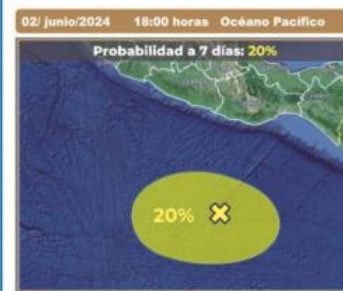 02/ junio/2024 18:00 horas Océano Pacífico
Probabilidad a 7 días: 20%
20%